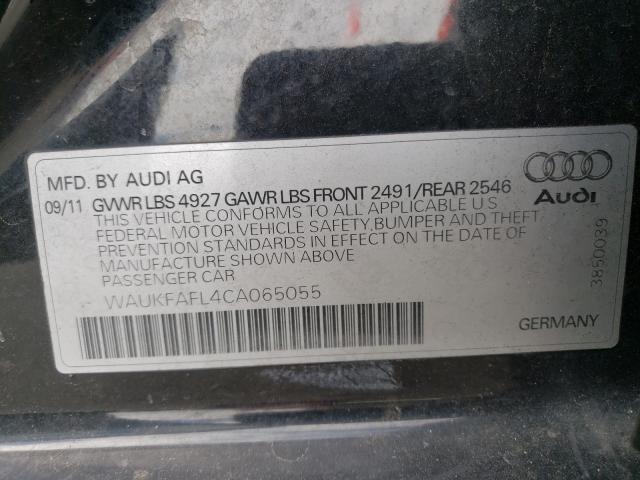 MFD. BY AUDI AG
09/11 GVWR LBS 4927 GAWR LBS FRONT 2491/REAR 2546
THIS VEHICLE CONFORMS TO ALL APPLICABLE U S
FEDERAL MOTOR VEHICLE SAFETY, BUMPER AND THEFT
PREVENTION STANDARDS IN EFFECT ON THE DATE OF
MANUFACTURE SHOWN ABOVE
PASSENGER CAR
WAUKFAFL4CA065055
Audi
3850039
GERMANY